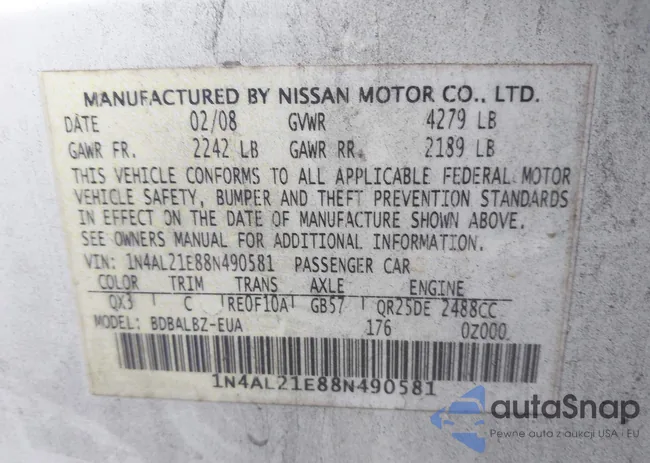 MANUFACTURED BY NISSAN MOTOR CO., LTD.
DATE 02/08 GVWR 4279 LB
GAWR FR. 2242 LB GAWR RR. 2189 LB
THIS VEHICLE CONFORMS TO ALL APPLICABLE FEDERAL MOTOR
VEHICLE SAFETY, BUMPER AND THEFT PREVENTION STANDARDS
IN EFFECT ON THE DATE OF MANUFACTURE SHOWN ABOVE.
SEE OWNERS MANUAL FOR ADDITIONAL INFORMATION.
VIN: 1N4AL21E88N490581 PASSENGER CAR
COLOR TRIM TRANS AXLE ENGINE
QX3 C RE0F10A GB57 QR25DE 2488CC
MODEL: BDBALBZ-EUA 176 0Z000
1N4AL21E88N490581
autaSnap
Pewne auta z aukcji USA i EU